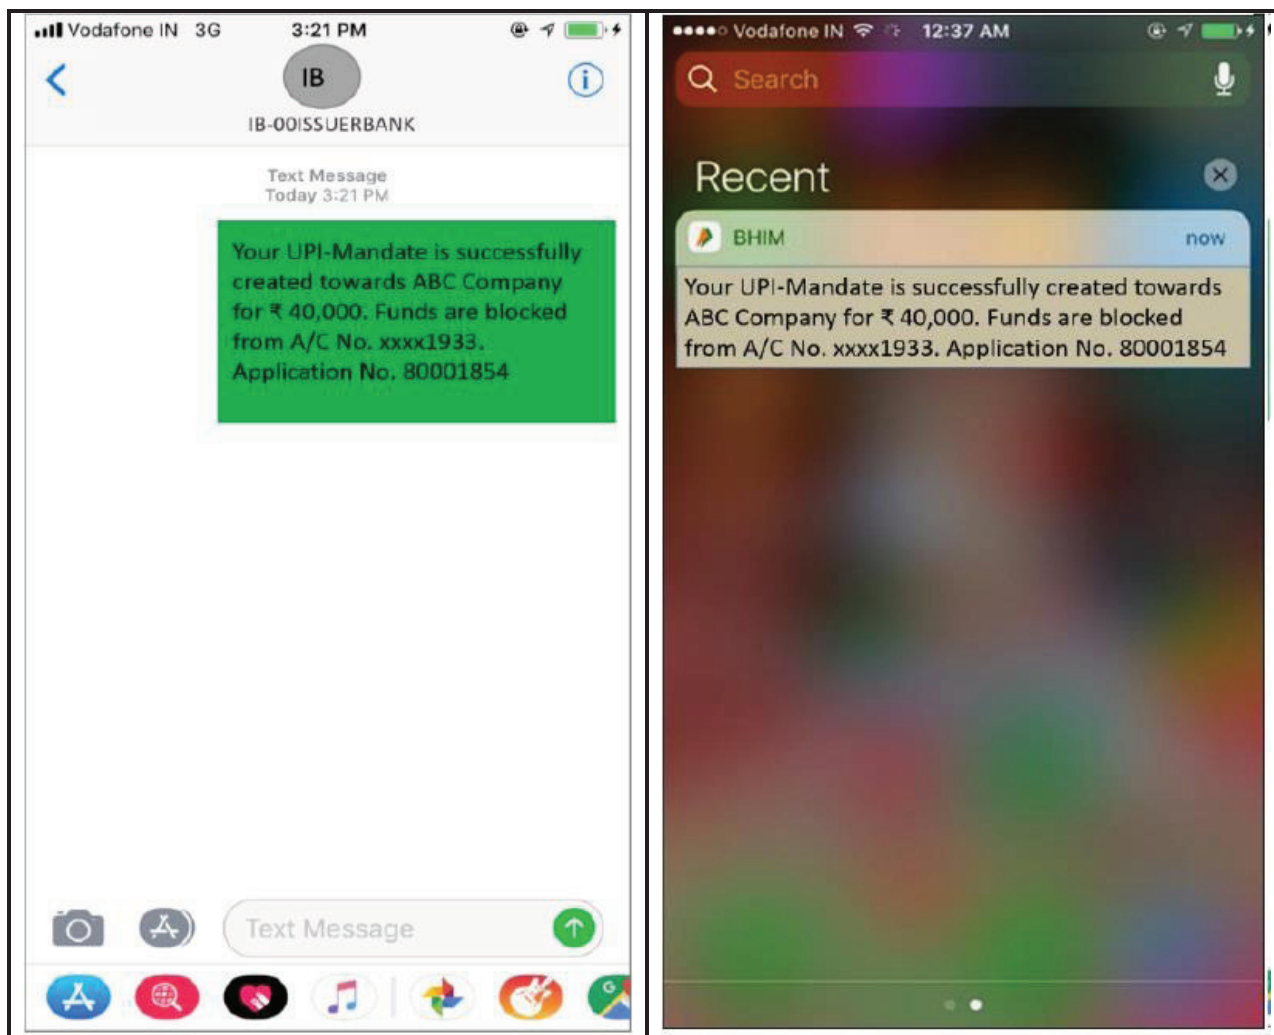 Vodafone IN 3G 3:21 PM
IB
IB-00ISSUERBANK
Text Message
Today 3:21 PM
Your UPI-Mandate is successfully
created towards ABC Company
for ₹ 40,000. Funds are blocked
from A/C No. xxxx1933.
Application No. 80001854
Text Message
Vodafone IN 12:37 AM
Search
Recent
BHIM now
Your UPI-Mandate is successfully created towards
ABC Company for ₹ 40,000. Funds are blocked
from A/C No. xxxx1933. Application No. 80001854